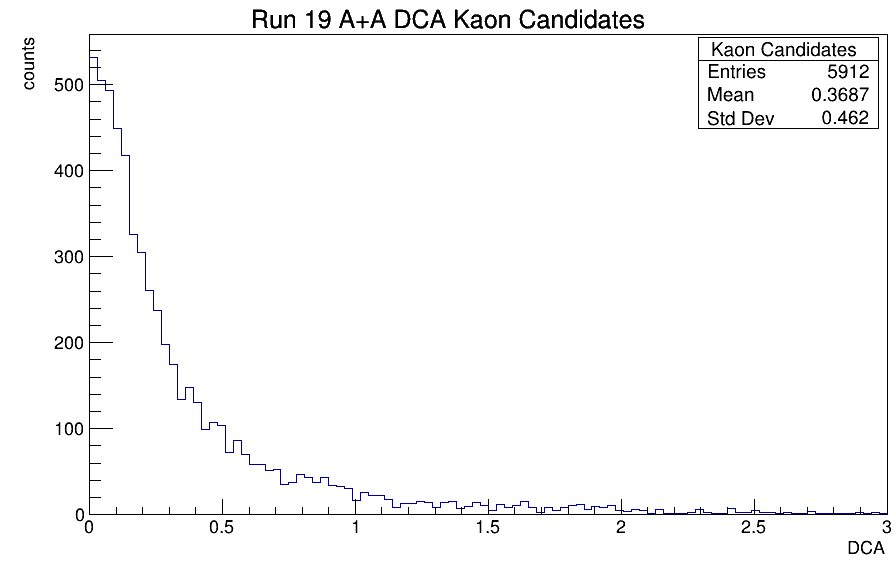 Run 19 A+A DCA Kaon Candidates
counts
Kaon Candidates
Entries 5912
Mean 0.3687
Std Dev 0.462
500
400
300
200
100
0
0 0.5 1 1.5 2 2.5 3
DCA